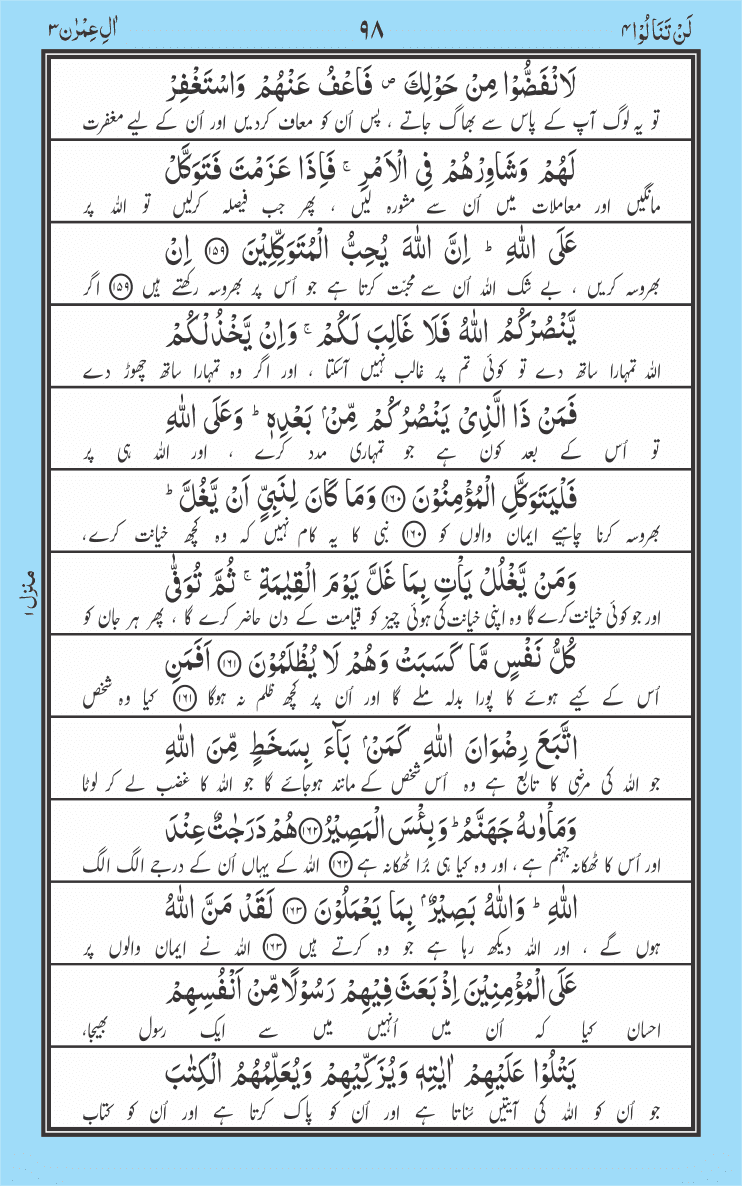 لَنْ تَنَالُوْا ٤ ٩٨ اٰلِ عِمْرٰن ٣
لَانْفَضُّوْا مِنْ حَوْلِكَ ۪ فَاعْفُ عَنْهُمْ وَاسْتَغْفِرْ
تو یہ لوگ آپ کے پاس سے بھاگ جاتے ، پس اُن کو معاف کردیں اور اُن کے لیے مغفرت
لَهُمْ وَشَاوِرْهُمْ فِی الْاَمْرِ ۚ فَاِذَا عَزَمْتَ فَتَوَكَّلْ
مانگیں اور معاملات میں اُن سے مشورہ لیں ، پھر جب فیصلہ کرلیں تو اللہ پر
عَلَی اللّٰهِ ؕ اِنَّ اللّٰهَ یُحِبُّ الْمُتَوَكِّلِیْنَ ﴿۱۵۹﴾ اِنْ
بھروسہ کریں ، بے شک اللہ اُن سے محبّت کرتا ہے جو اُس پر بھروسہ رکھتے ہیں ﴿۱۵۹﴾ اگر
یَّنْصُرْكُمُ اللّٰهُ فَلَا غَالِبَ لَكُمْ ۚ وَاِنْ یَّخْذُلْكُمْ
اللہ تمہارا ساتھ دے تو کوئی تم پر غالب نہیں آسکتا ، اور اگر وہ تمہارا ساتھ چھوڑ دے
فَمَنْ ذَا الَّذِیْ یَنْصُرُكُمْ مِّنْۢ بَعْدِهٖ ؕ وَعَلَی اللّٰهِ
تو اُس کے بعد کون ہے جو تمہاری مدد کرے ، اور اللہ ہی پر
فَلْیَتَوَكَّلِ الْمُؤْمِنُوْنَ ﴿۱۶۰﴾ وَمَا كَانَ لِنَبِیٍّ اَنْ یَّغُلَّ ؕ
بھروسہ کرنا چاہیے ایمان والوں کو ﴿۱۶۰﴾ نبی کا یہ کام نہیں کہ وہ کچھ خیانت کرے،
وَمَنْ یَّغْلُلْ یَاْتِ بِمَا غَلَّ یَوْمَ الْقِیٰمَةِ ۚ ثُمَّ تُوَفّٰی
اور جو کوئی خیانت کرے گا وہ اپنی خیانت کی ہوئی چیز کو قیامت کے دن حاضر کرے گا ، پھر ہر جان کو
كُلُّ نَفْسٍ مَّا كَسَبَتْ وَهُمْ لَا یُظْلَمُوْنَ ﴿۱۶۱﴾ اَفَمَنِ
اُس کے کیے ہوئے کا پورا بدلہ ملے گا اور اُن پر کچھ ظلم نہ ہوگا ﴿۱۶۱﴾ کیا وہ شخص
اتَّبَعَ رِضْوَانَ اللّٰهِ كَمَنْۢ بَآءَ بِسَخَطٍ مِّنَ اللّٰهِ
جو اللہ کی مرضی کا تابع ہے وہ اُس شخص کے مانند ہوجائے گا جو اللہ کا غضب لے کر لوٹا
وَمَاْوٰىهُ جَهَنَّمُ ؕ وَبِئْسَ الْمَصِیْرُ ﴿۱۶۲﴾ هُمْ دَرَجٰتٌ عِنْدَ
اور اُس کا ٹھکانہ جہنم ہے ، اور وہ کیا ہی بُرا ٹھکانہ ہے ﴿۱۶۲﴾ اللہ کے یہاں اُن کے درجے الگ الگ
اللّٰهِ ؕ وَاللّٰهُ بَصِیْرٌۢ بِمَا یَعْمَلُوْنَ ﴿۱۶۳﴾ لَقَدْ مَنَّ اللّٰهُ
ہوں گے ، اور اللہ دیکھ رہا ہے جو وہ کرتے ہیں ﴿۱۶۳﴾ اللہ نے ایمان والوں پر
عَلَی الْمُؤْمِنِیْنَ اِذْ بَعَثَ فِیْهِمْ رَسُوْلًا مِّنْ اَنْفُسِهِمْ
احسان کیا کہ اُن میں اُنہیں میں سے ایک رسول بھیجا،
یَتْلُوْا عَلَیْهِمْ اٰیٰتِهٖ وَیُزَكِّیْهِمْ وَیُعَلِّمُهُمُ الْكِتٰبَ
جو اُن کو اللہ کی آیتیں سُناتا ہے اور اُن کو پاک کرتا ہے اور اُن کو کتاب
منزل ١